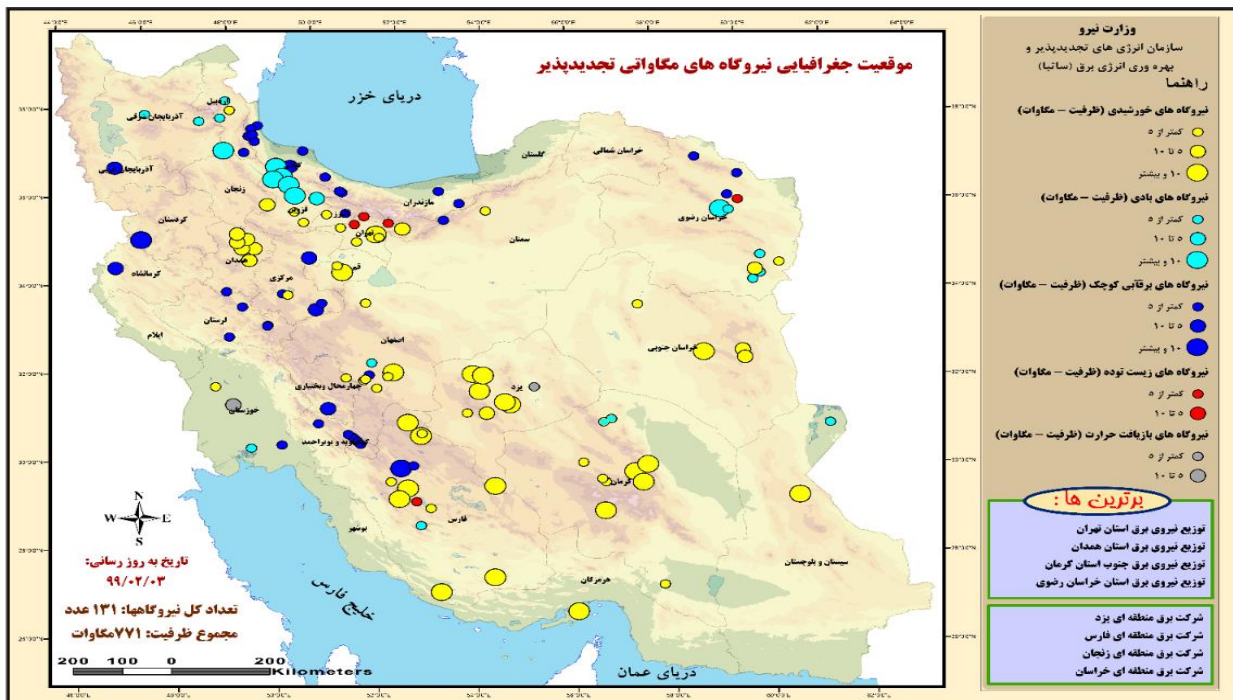 موقعیت جغرافیایی نیروگاه های مگاواتی تجدیدپذیر
دریای خزر
اردبیل
آذربایجان شرقی
آذربایجان غربی
زنجان
کردستان
قزوین
البرز
تهران
مازندران
گلستان
خراسان شمالی
خراسان رضوی
سمنان
همدان
کرمانشاه
مرکزی
قم
لرستان
ایلام
اصفهان
چهارمحال وبختیاری
یزد
خراسان جنوبی
خوزستان
کهگیلویه و بویراحمد
کرمان
فارس
بوشهر
هرمزگان
سیستان و بلوچستان
خلیج فارس
دریای عمان
N
W E
S
تاریخ به روز رسانی:
۹۹/۰۲/۰۳
تعداد کل نیروگاهها: ۱۳۱ عدد
مجموع ظرفیت: ۷۷۱مگاوات
200 100 0 200
Kilometers
وزارت نیرو
سازمان انرژی های تجدیدپذیر و
بهره وری انرژی برق (ساتبا)
راهنما
نیروگاه های خورشیدی (ظرفیت – مگاوات)
کمتر از ۵
۵ تا ۱۰
۱۰ و بیشتر
نیروگاه های بادی (ظرفیت – مگاوات)
کمتر از ۵
۵ تا ۱۰
۱۰ و بیشتر
نیروگاه های برقآبی کوچک (ظرفیت – مگاوات)
کمتر از ۵
۵ تا ۱۰
۱۰ و بیشتر
نیروگاه های زیست توده (ظرفیت – مگاوات)
کمتر از ۵
۵ تا ۱۰
نیروگاه های بازیافت حرارت (ظرفیت – مگاوات)
کمتر از ۵
۵ تا ۱۰
برترین ها :
توزیع نیروی برق استان تهران
توزیع نیروی برق استان همدان
توزیع نیروی برق جنوب استان کرمان
توزیع نیروی برق استان خراسان رضوی
شرکت برق منطقه ای یزد
شرکت برق منطقه ای فارس
شرکت برق منطقه ای زنجان
شرکت برق منطقه ای خراسان